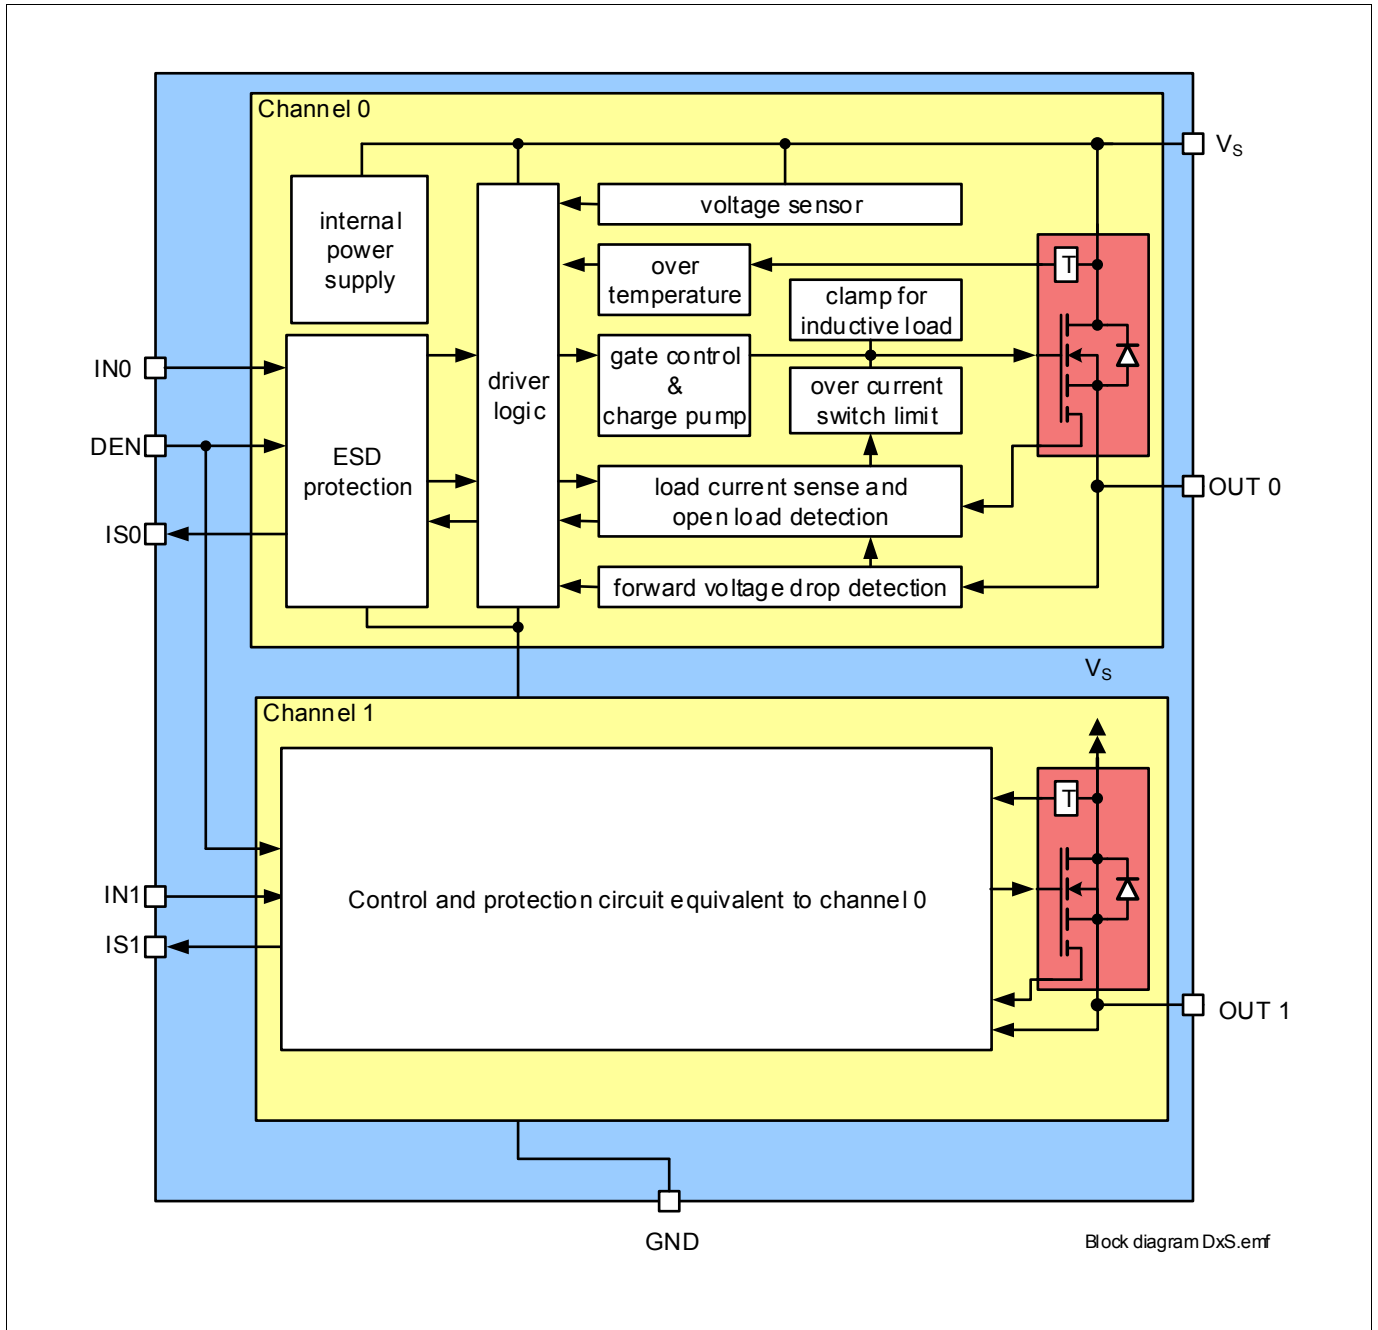 Channel 0
V_S
voltage sensor
internal
power
supply
over
temperature
T
clamp for
inductive load
IN0
gate control
&
charge pump
driver
logic
over current
switch limit
DEN
ESD
protection
load current sense and
open load detection
OUT 0
IS0
forward voltage drop detection
V_S
Channel 1
T
IN1
Control and protection circuit equivalent to channel 0
IS1
OUT 1
GND
Block diagram DxS.emf